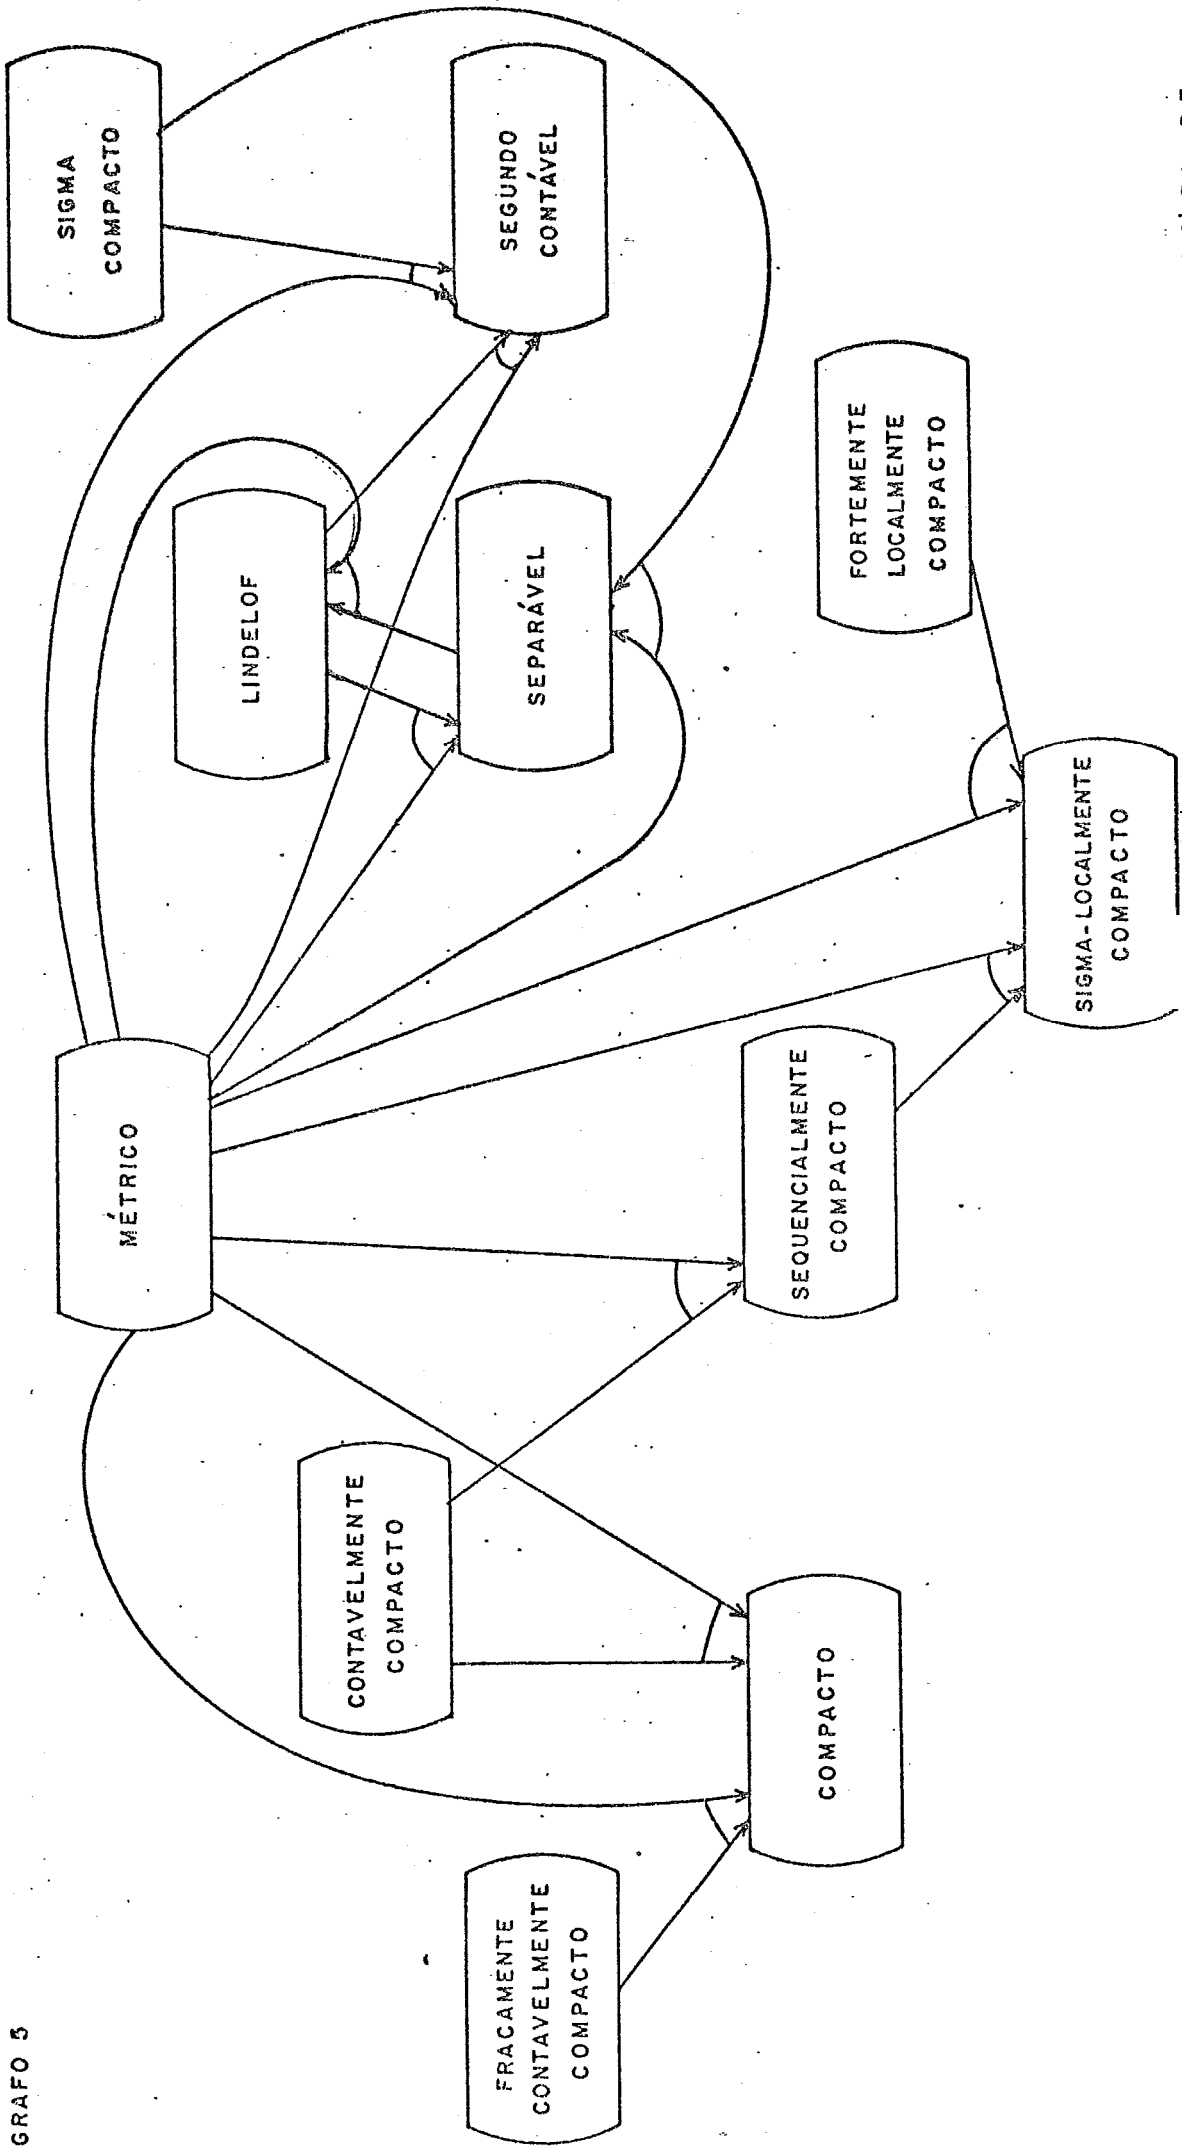 GRAFO 5
MÉTRICO
SIGMA
COMPACTO
LINDELOF
CONTAVELMENTE
COMPACTO
SEGUNDO
CONTÁVEL
SEPARÁVEL
FRACAMENTE
CONTAVELMENTE
COMPACTO
SEQUENCIALMENTE
COMPACTO
COMPACTO
FORTEMENTE
LOCALMENTE
COMPACTO
SIGMA-LOCALMENTE
COMPACTO